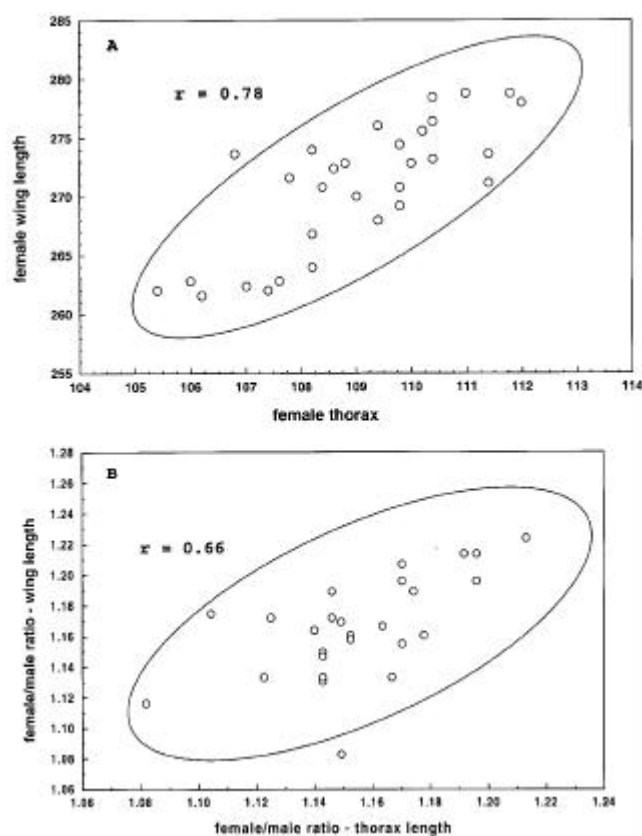 A
r = 0.78
285
280
275
270
265
260
255
female wing length
104 105 106 107 108 109 110 111 112 113 114
female thorax
B
r = 0.66
1.28
1.24
1.22
1.20
1.18
1.16
1.14
1.12
1.10
1.08
1.06
female/male ratio - wing length
1.08 1.08 1.10 1.12 1.14 1.16 1.17 1.18 1.20 1.22 1.24
female/male ratio - thorax length